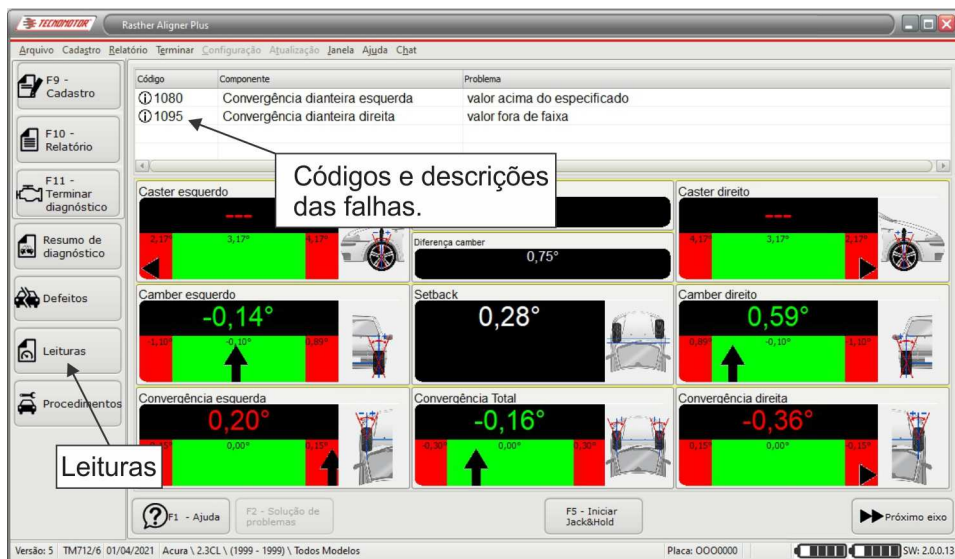 TECNOMOTOR
Rasther Aligner Plus
Arquivo Cadastro Relatório Terminar Configuração Atualização Janela Ajuda Chat
F9 -
Cadastro
F10 -
Relatório
F11 -
Terminar
diagnóstico
Resumo de
diagnóstico
Defeitos
Leituras
Procedimentos
Código Componente Problema
1080 Convergência dianteira esquerda valor acima do especificado
1095 Convergência dianteira direita valor fora de faixa
Códigos e descrições
das falhas.
Caster esquerdo
---
2,17° 3,17° 4,17°
Diferença camber
0,75°
Caster direito
---
4,17° 3,17° 2,17°
Camber esquerdo
-0,14°
-1,10° -0,10° 0,89°
Setback
0,28°
Camber direito
0,59°
0,89° -0,10° -1,10°
Convergência esquerda
0,20°
0,00° 0,15°
Convergência Total
-0,16°
-0,30° 0,00° 0,30°
Convergência direita
-0,36°
0,15° 0,00° -0,15°
Leituras
F1 - Ajuda
F2 - Solução de
problemas
F5 - Iniciar
Jack&Hold
Próximo eixo
Versão: 5 TM712/6 01/04/2021 Acura \ 2.3CL \ (1999 - 1999) \ Todos Modelos Placa: OOO0000 SW: 2.0.0.13